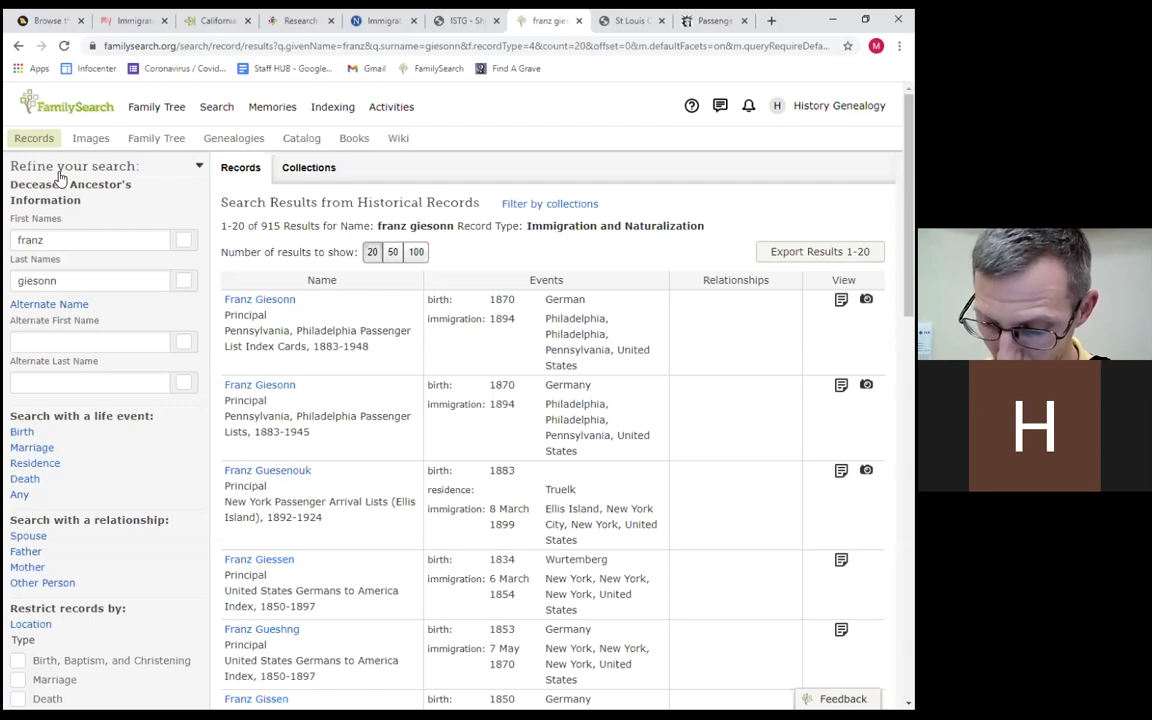 Browse th
Immigrat
California
Research
Immigrat
ISTG - Sh
franz gies
St Louis C
Passenge
familysearch.org/search/record/results?q.givenName=franz&q.surname=giesonn&f.recordType=4&count=20&offset=0&m.defaultFacets=on&m.queryRequireDefa...
M
Apps
Infocenter
Coronavirus / Covid...
Staff HUB - Google...
Gmail
FamilySearch
Find A Grave
FamilySearch
Family Tree
Search
Memories
Indexing
Activities
H
History Genealogy
Records
Images
Family Tree
Genealogies
Catalog
Books
Wiki
Refine your search:
Deceased Ancestor's
Information
First Names
franz
Last Names
giesonn
Alternate Name
Alternate First Name
Alternate Last Name
Search with a life event:
Birth
Marriage
Residence
Death
Any
Search with a relationship:
Spouse
Father
Mother
Other Person
Restrict records by:
Location
Type
Birth, Baptism, and Christening
Marriage
Death
Records
Collections
Search Results from Historical Records
Filter by collections
1-20 of 915 Results for Name: franz giesonn Record Type: Immigration and Naturalization
Number of results to show: 20 50 100
Export Results 1-20
Name
Events
Relationships
View
Franz Giesonn
Principal
Pennsylvania, Philadelphia Passenger
List Index Cards, 1883-1948
birth: 1870 German
immigration: 1894 Philadelphia,
Philadelphia,
Pennsylvania, United
States
Franz Giesonn
Principal
Pennsylvania, Philadelphia Passenger
Lists, 1883-1945
birth: 1870 Germany
immigration: 1894 Philadelphia,
Philadelphia,
Pennsylvania, United
States
Franz Guesenouk
Principal
New York Passenger Arrival Lists (Ellis
Island), 1892-1924
birth: 1883
residence: Truelk
immigration: 8 March Ellis Island, New York
1899 City, New York, United
States
Franz Giessen
Principal
United States Germans to America
Index, 1850-1897
birth: 1834 Wurtemberg
immigration: 6 March New York, New York,
1854 New York, United
States
Franz Gueshng
Principal
United States Germans to America
Index, 1850-1897
birth: 1853 Germany
immigration: 7 May New York, New York,
1870 New York, United
States
Franz Gissen
birth: 1850 Germany
Feedback
H